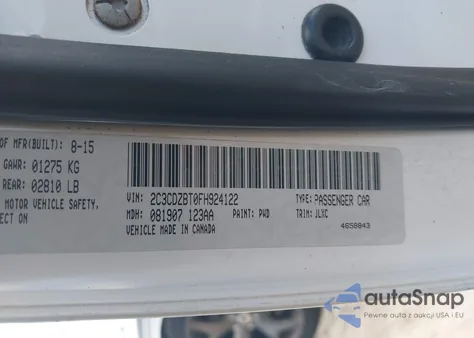 OF MFR(BUILT): 8-15
GAWR: 01275 KG
REAR: 02810 LB
MOTOR VEHICLE SAFETY,
ECT ON
VIN: 2C3CDZBT0FH924122
TYPE: PASSENGER CAR
MDH: 081907 123AA
PAINT: PWD
TRIM: JLXC
VEHICLE MADE IN CANADA
4658843
autaSnap
Pewne auta z aukcji USA i EU